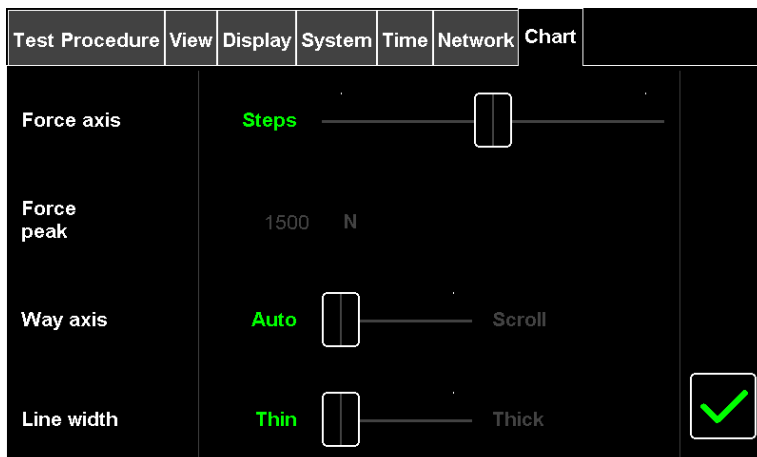 Test Procedure View Display System Time Network Chart
Force axis Steps
Force
peak
1500 N
Way axis Auto Scroll
Line width Thin Thick